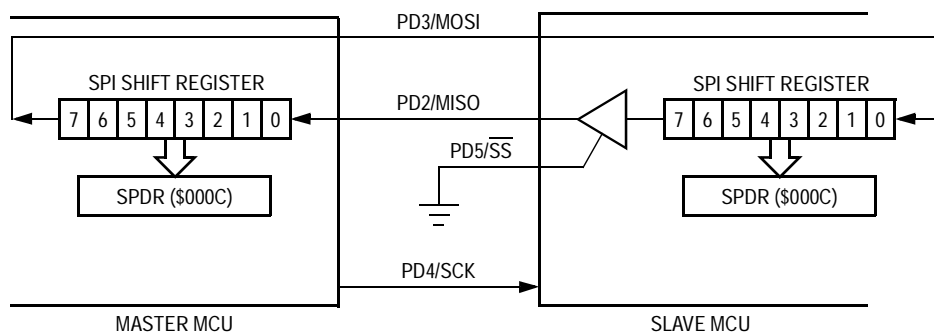 PD3/MOSI
SPI SHIFT REGISTER
7 6 5 4 3 2 1 0
SPDR ($000C)
PD2/MISO
PD5/S̅S̅
PD4/SCK
SPI SHIFT REGISTER
7 6 5 4 3 2 1 0
SPDR ($000C)
MASTER MCU
SLAVE MCU